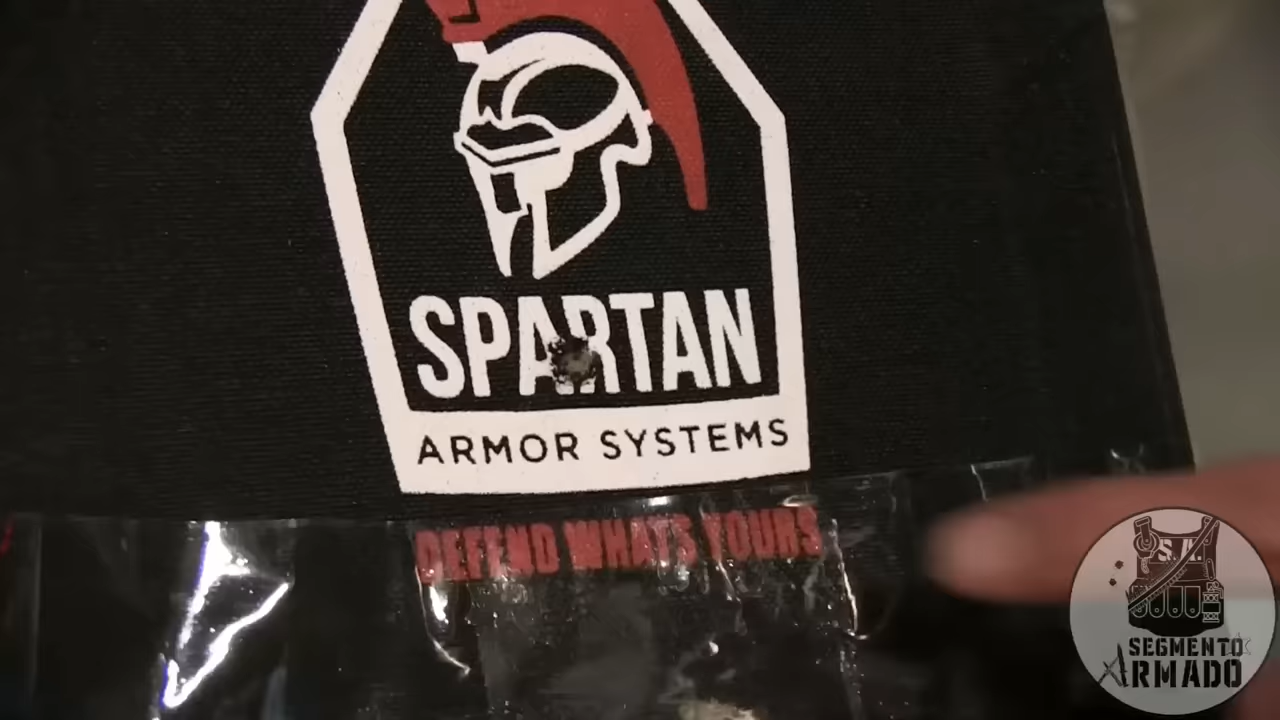 SPARTAN
ARMOR SYSTEMS
DEFEND WHATS YOURS
S.A.
SEGMENTO
ARMADO